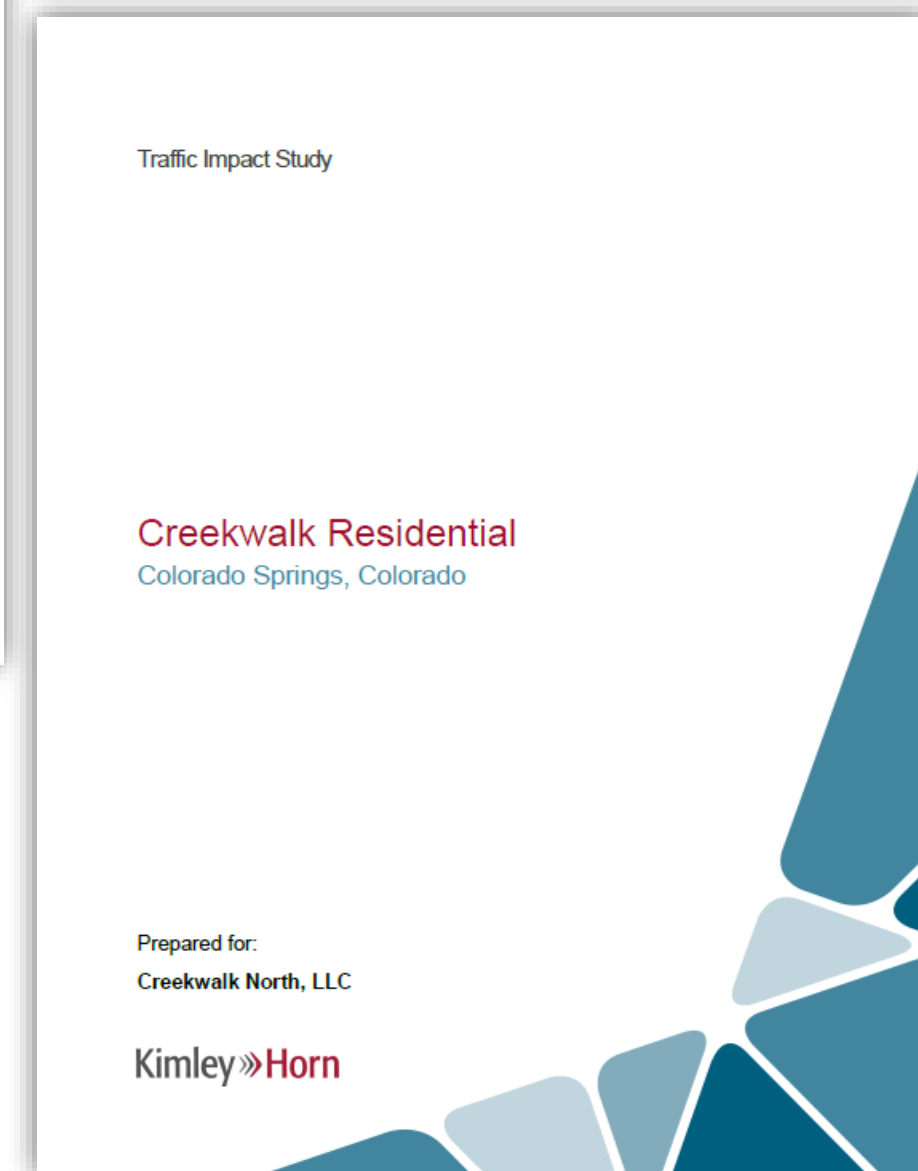 Traffic Impact Study
Creekwalk Residential
Colorado Springs, Colorado
Prepared for:
Creekwalk North, LLC
Kimley»Horn